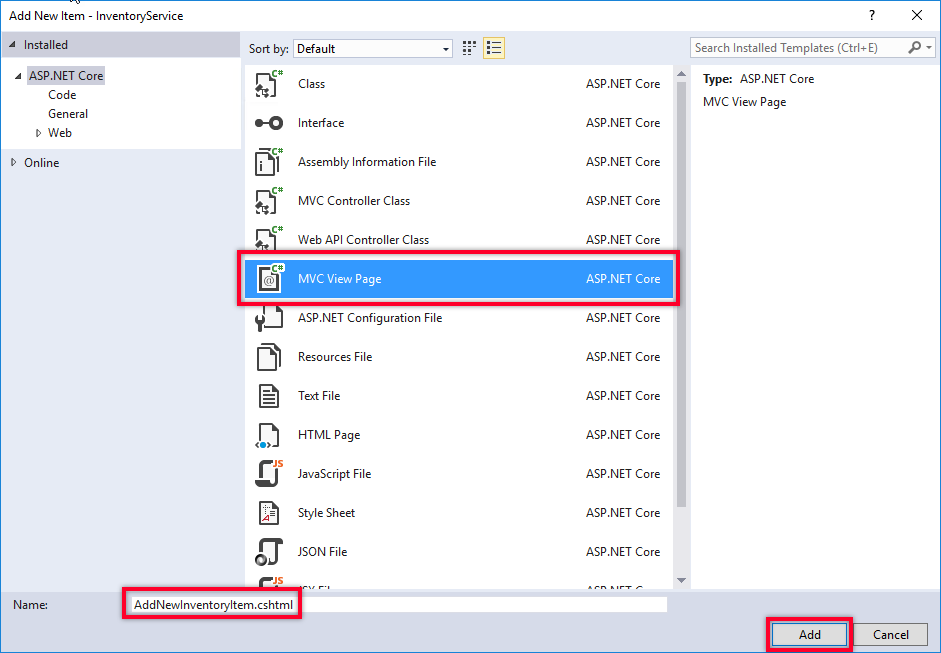 Add New Item - InventoryService
?
Installed
Sort by: Default
Search Installed Templates (Ctrl+E)
ASP.NET Core
Code
General
Web
Online
C# Class ASP.NET Core
Interface ASP.NET Core
C# Assembly Information File ASP.NET Core
C# MVC Controller Class ASP.NET Core
C# Web API Controller Class ASP.NET Core
C# @ MVC View Page ASP.NET Core
ASP.NET Configuration File ASP.NET Core
Resources File ASP.NET Core
Text File ASP.NET Core
HTML Page ASP.NET Core
JS JavaScript File ASP.NET Core
A Style Sheet ASP.NET Core
JSON File ASP.NET Core
JS
Type: ASP.NET Core
MVC View Page
Name: AddNewInventoryItem.cshtml
Add Cancel